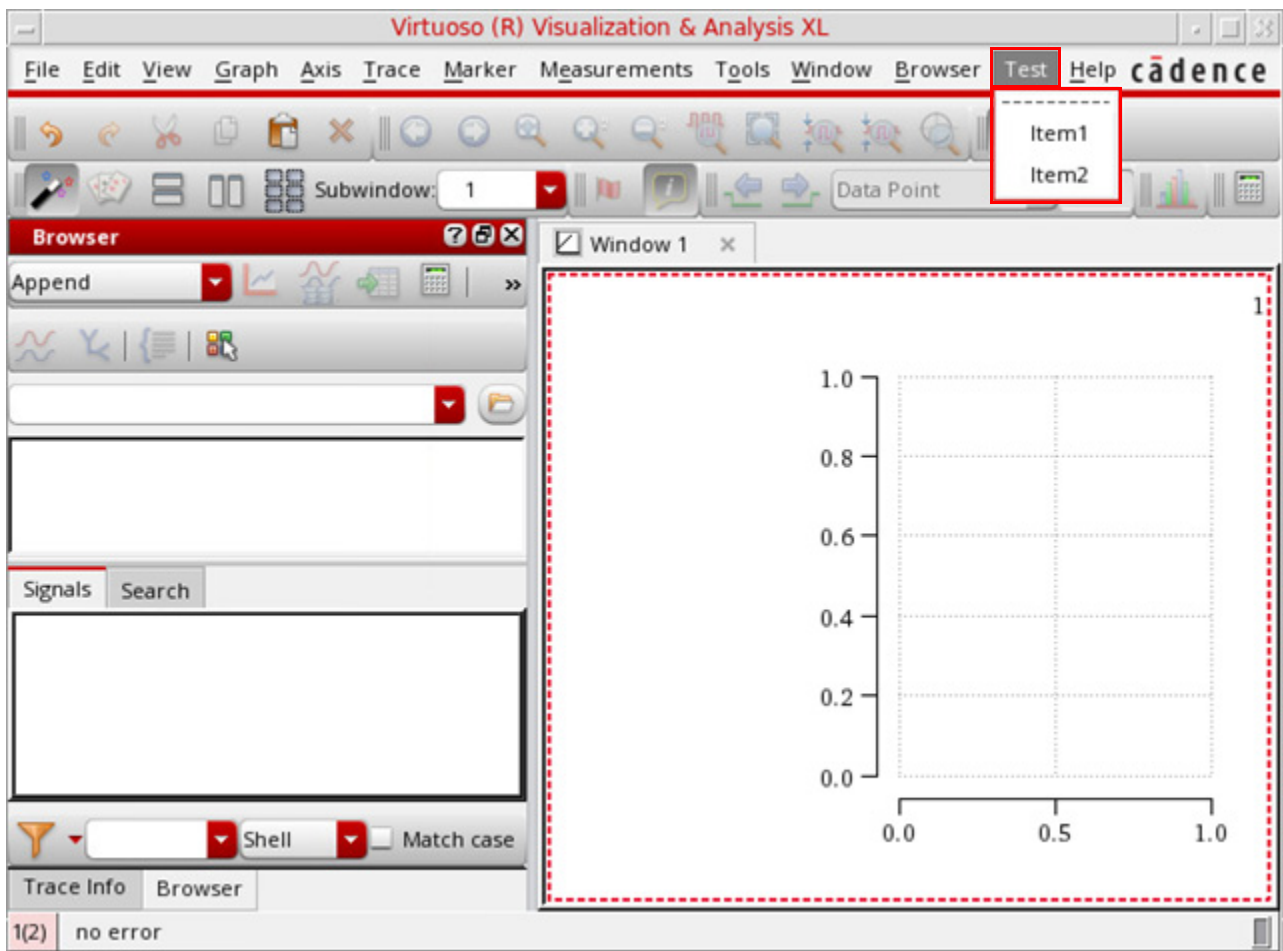 Virtuoso (R) Visualization & Analysis XL
File Edit View Graph Axis Trace Marker Measurements Tools Window Browser Test Help cādence
Item1
Item2
Subwindow: 1 Data Point
Browser
Window 1
Append
1
1.0
0.8
0.6
0.4
0.2
0.0
0.0 0.5 1.0
Signals Search
Shell Match case
Trace Info Browser
1(2) no error